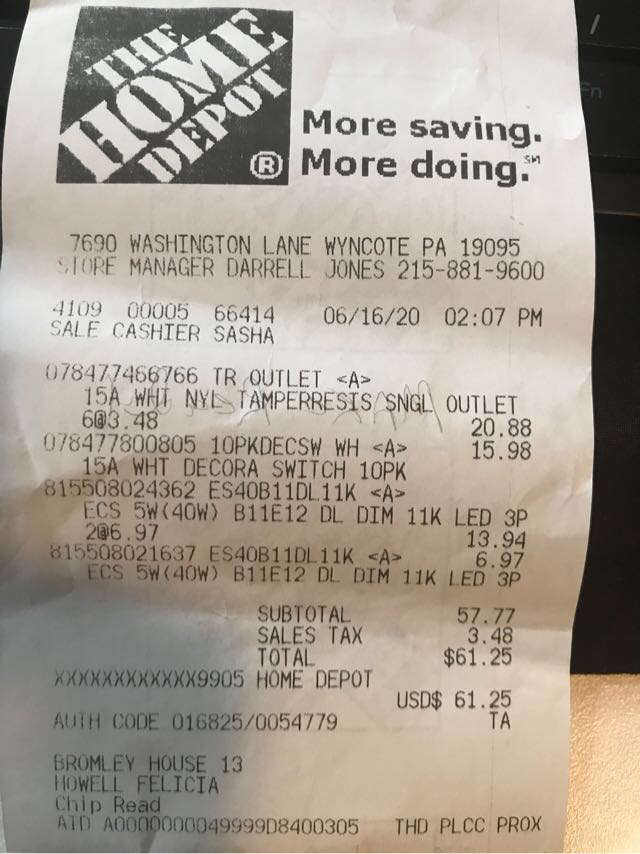 THE
HOME
DEPOT
®
More saving.
More doing.℠
7690 WASHINGTON LANE WYNCOTE PA 19095
STORE MANAGER DARRELL JONES 215-881-9600
4109 00005 66414 06/16/20 02:07 PM
SALE CASHIER SASHA
078477466766 TR OUTLET <A>
15A WHT NYL TAMPERRESIS SNGL OUTLET
6@3.48 20.88
078477800805 10PKDECSW WH <A> 15.98
15A WHT DECORA SWITCH 10PK
815508024362 ES40B11DL11K <A>
ECS 5W(40W) B11E12 DL DIM 11K LED 3P
2@6.97 13.94
815508021637 ES40B11DL11K <A> 6.97
ECS 5W(40W) B11E12 DL DIM 11K LED 3P
SUBTOTAL 57.77
SALES TAX 3.48
TOTAL $61.25
XXXXXXXXXXXX9905 HOME DEPOT
USD$ 61.25
AUTH CODE 016825/0054779 TA
BROMLEY HOUSE 13
HOWELL FELICIA
Chip Read
AID A0000000049999D8400305 THD PLCC PROX
Fn